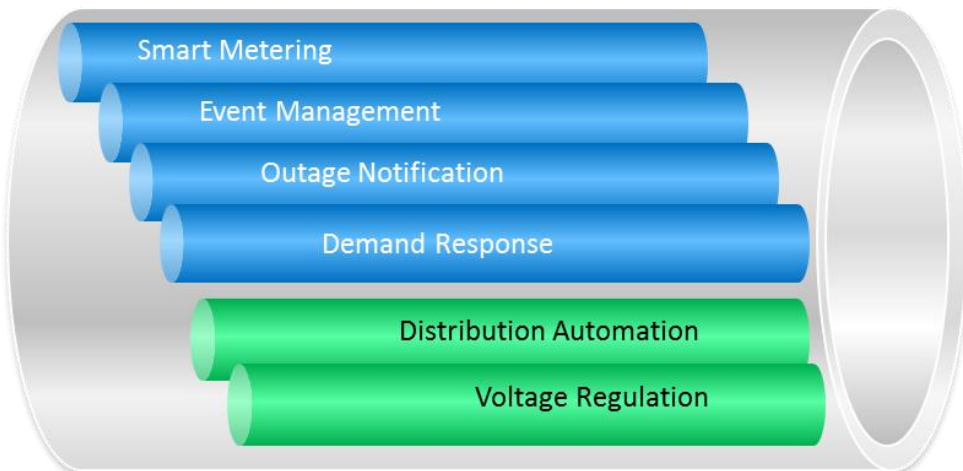 Smart Metering
Event Management
Outage Notification
Demand Response
Distribution Automation
Voltage Regulation